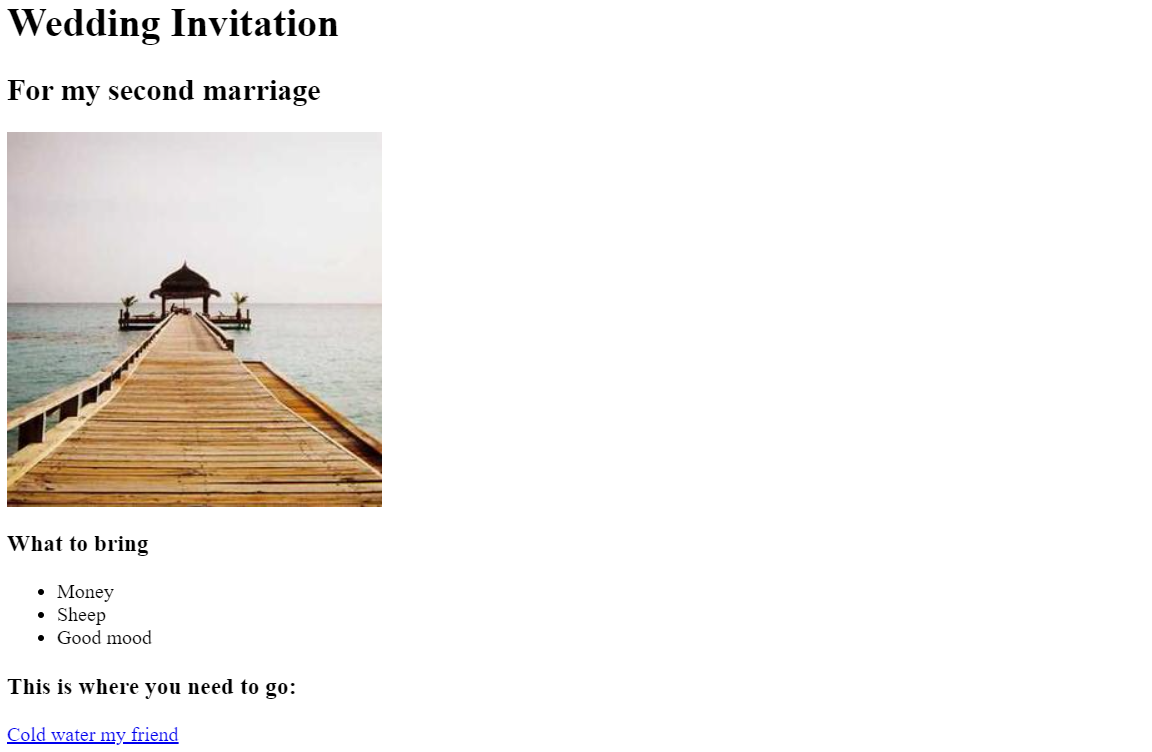 Wedding Invitation
For my second marriage
What to bring
Money
Sheep
Good mood
This is where you need to go:
Cold water my friend